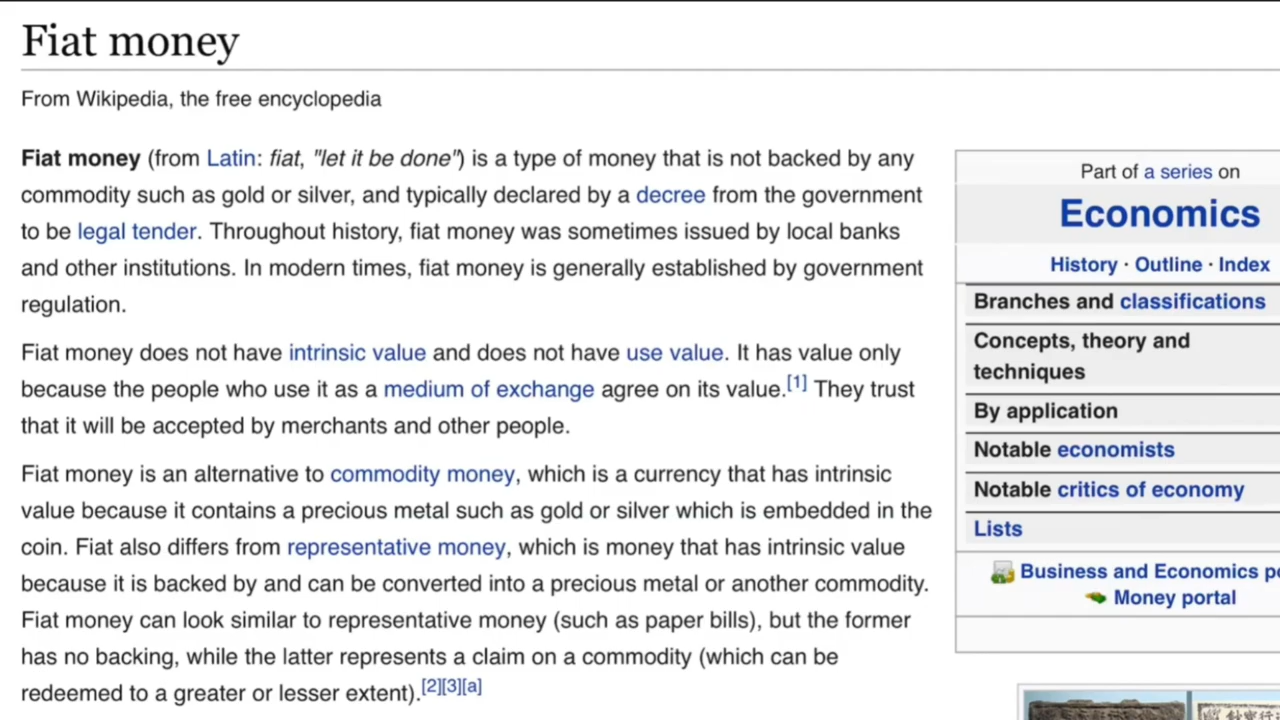 Fiat money
From Wikipedia, the free encyclopedia
Fiat money (from Latin: fiat, "let it be done") is a type of money that is not backed by any
commodity such as gold or silver, and typically declared by a decree from the government
to be legal tender. Throughout history, fiat money was sometimes issued by local banks
and other institutions. In modern times, fiat money is generally established by government
regulation.
Fiat money does not have intrinsic value and does not have use value. It has value only
because the people who use it as a medium of exchange agree on its value.[1] They trust
that it will be accepted by merchants and other people.
Fiat money is an alternative to commodity money, which is a currency that has intrinsic
value because it contains a precious metal such as gold or silver which is embedded in the
coin. Fiat also differs from representative money, which is money that has intrinsic value
because it is backed by and can be converted into a precious metal or another commodity.
Fiat money can look similar to representative money (such as paper bills), but the former
has no backing, while the latter represents a claim on a commodity (which can be
redeemed to a greater or lesser extent).[2][3][a]
Part of a series on
Economics
History · Outline · Index
Branches and classifications
Concepts, theory and
techniques
By application
Notable economists
Notable critics of economy
Lists
Business and Economics
Money portal